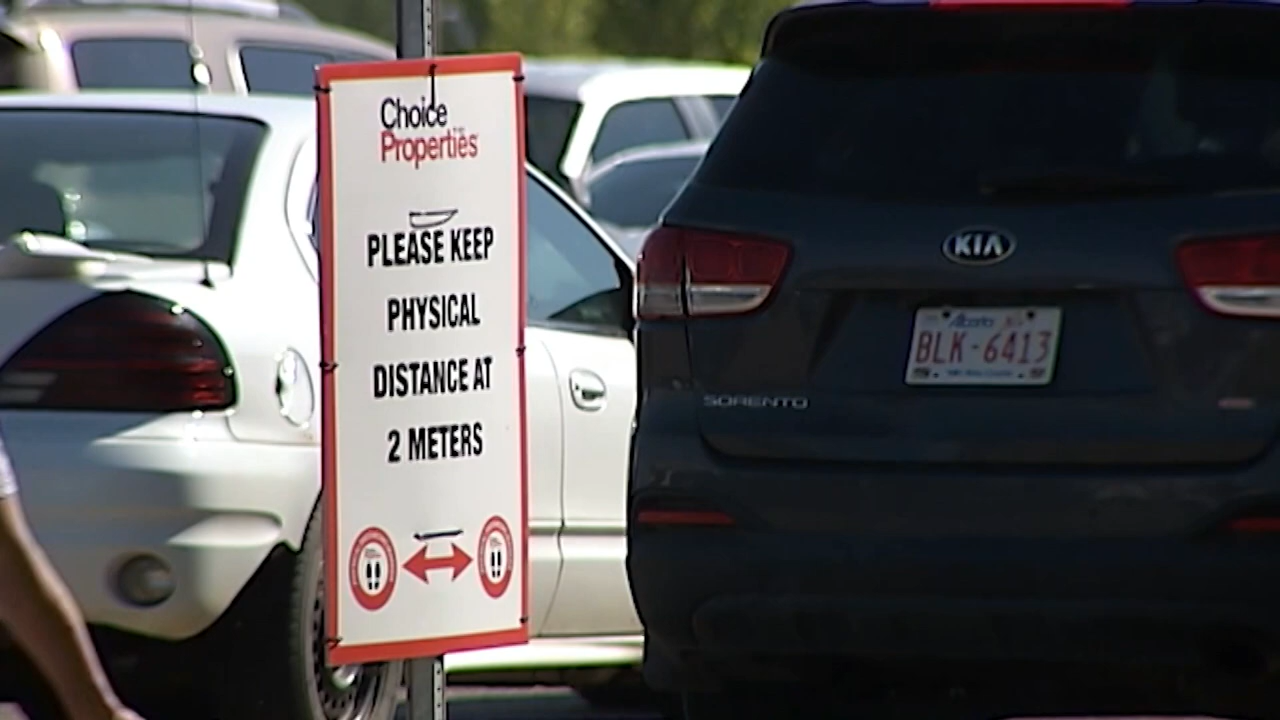 Choice
Properties
PLEASE KEEP
PHYSICAL
DISTANCE AT
2 METERS
KIA
Alberta
BLK-6413
SORENTO